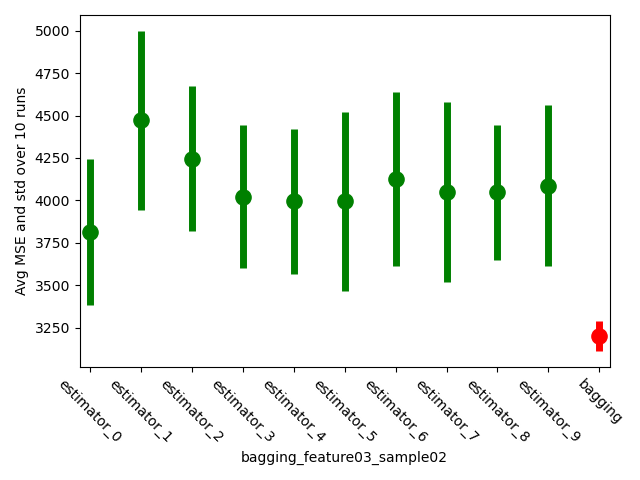 Avg MSE and std over 10 runs
5000
4750
4500
4250
4000
3750
3500
3250
estimator_0
estimator_1
estimator_2
estimator_3
estimator_4
estimator_5
estimator_6
estimator_7
estimator_8
estimator_9
bagging
bagging_feature03_sample02